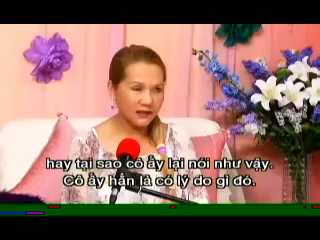 hay tại sao cô ấy lại nói như vậy.
Cô ấy hẳn là có lý do gì đó.